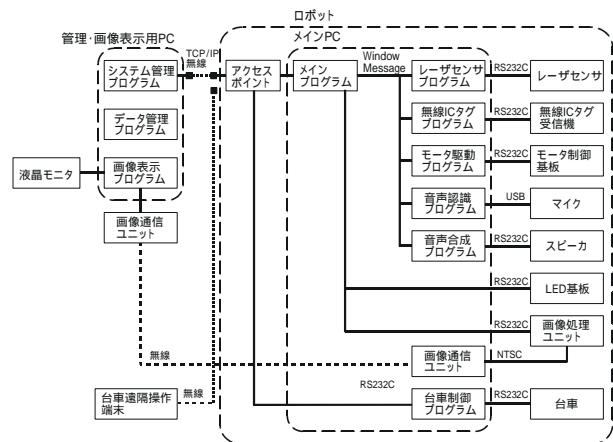 ロボット
管理・画像表示用PC
メインPC
TCP/IP
無線
Window
Message
システム管理
プログラム
アクセス
ポイント
メイン
プログラム
レーザセンサ
プログラム
RS232C
レーザセンサ
データ管理
プログラム
無線ICタグ
プログラム
RS232C
無線ICタグ
受信機
液晶モニタ
画像表示
プログラム
モータ駆動
プログラム
RS232C
モータ制御
基板
画像通信
ユニット
音声認識
プログラム
USB
マイク
音声合成
プログラム
RS232C
スピーカ
RS232C
LED基板
RS232C
画像処理
ユニット
無線
画像通信
ユニット
NTSC
台車遠隔操作
端末
無線
RS232C
台車制御
プログラム
RS232C
台車